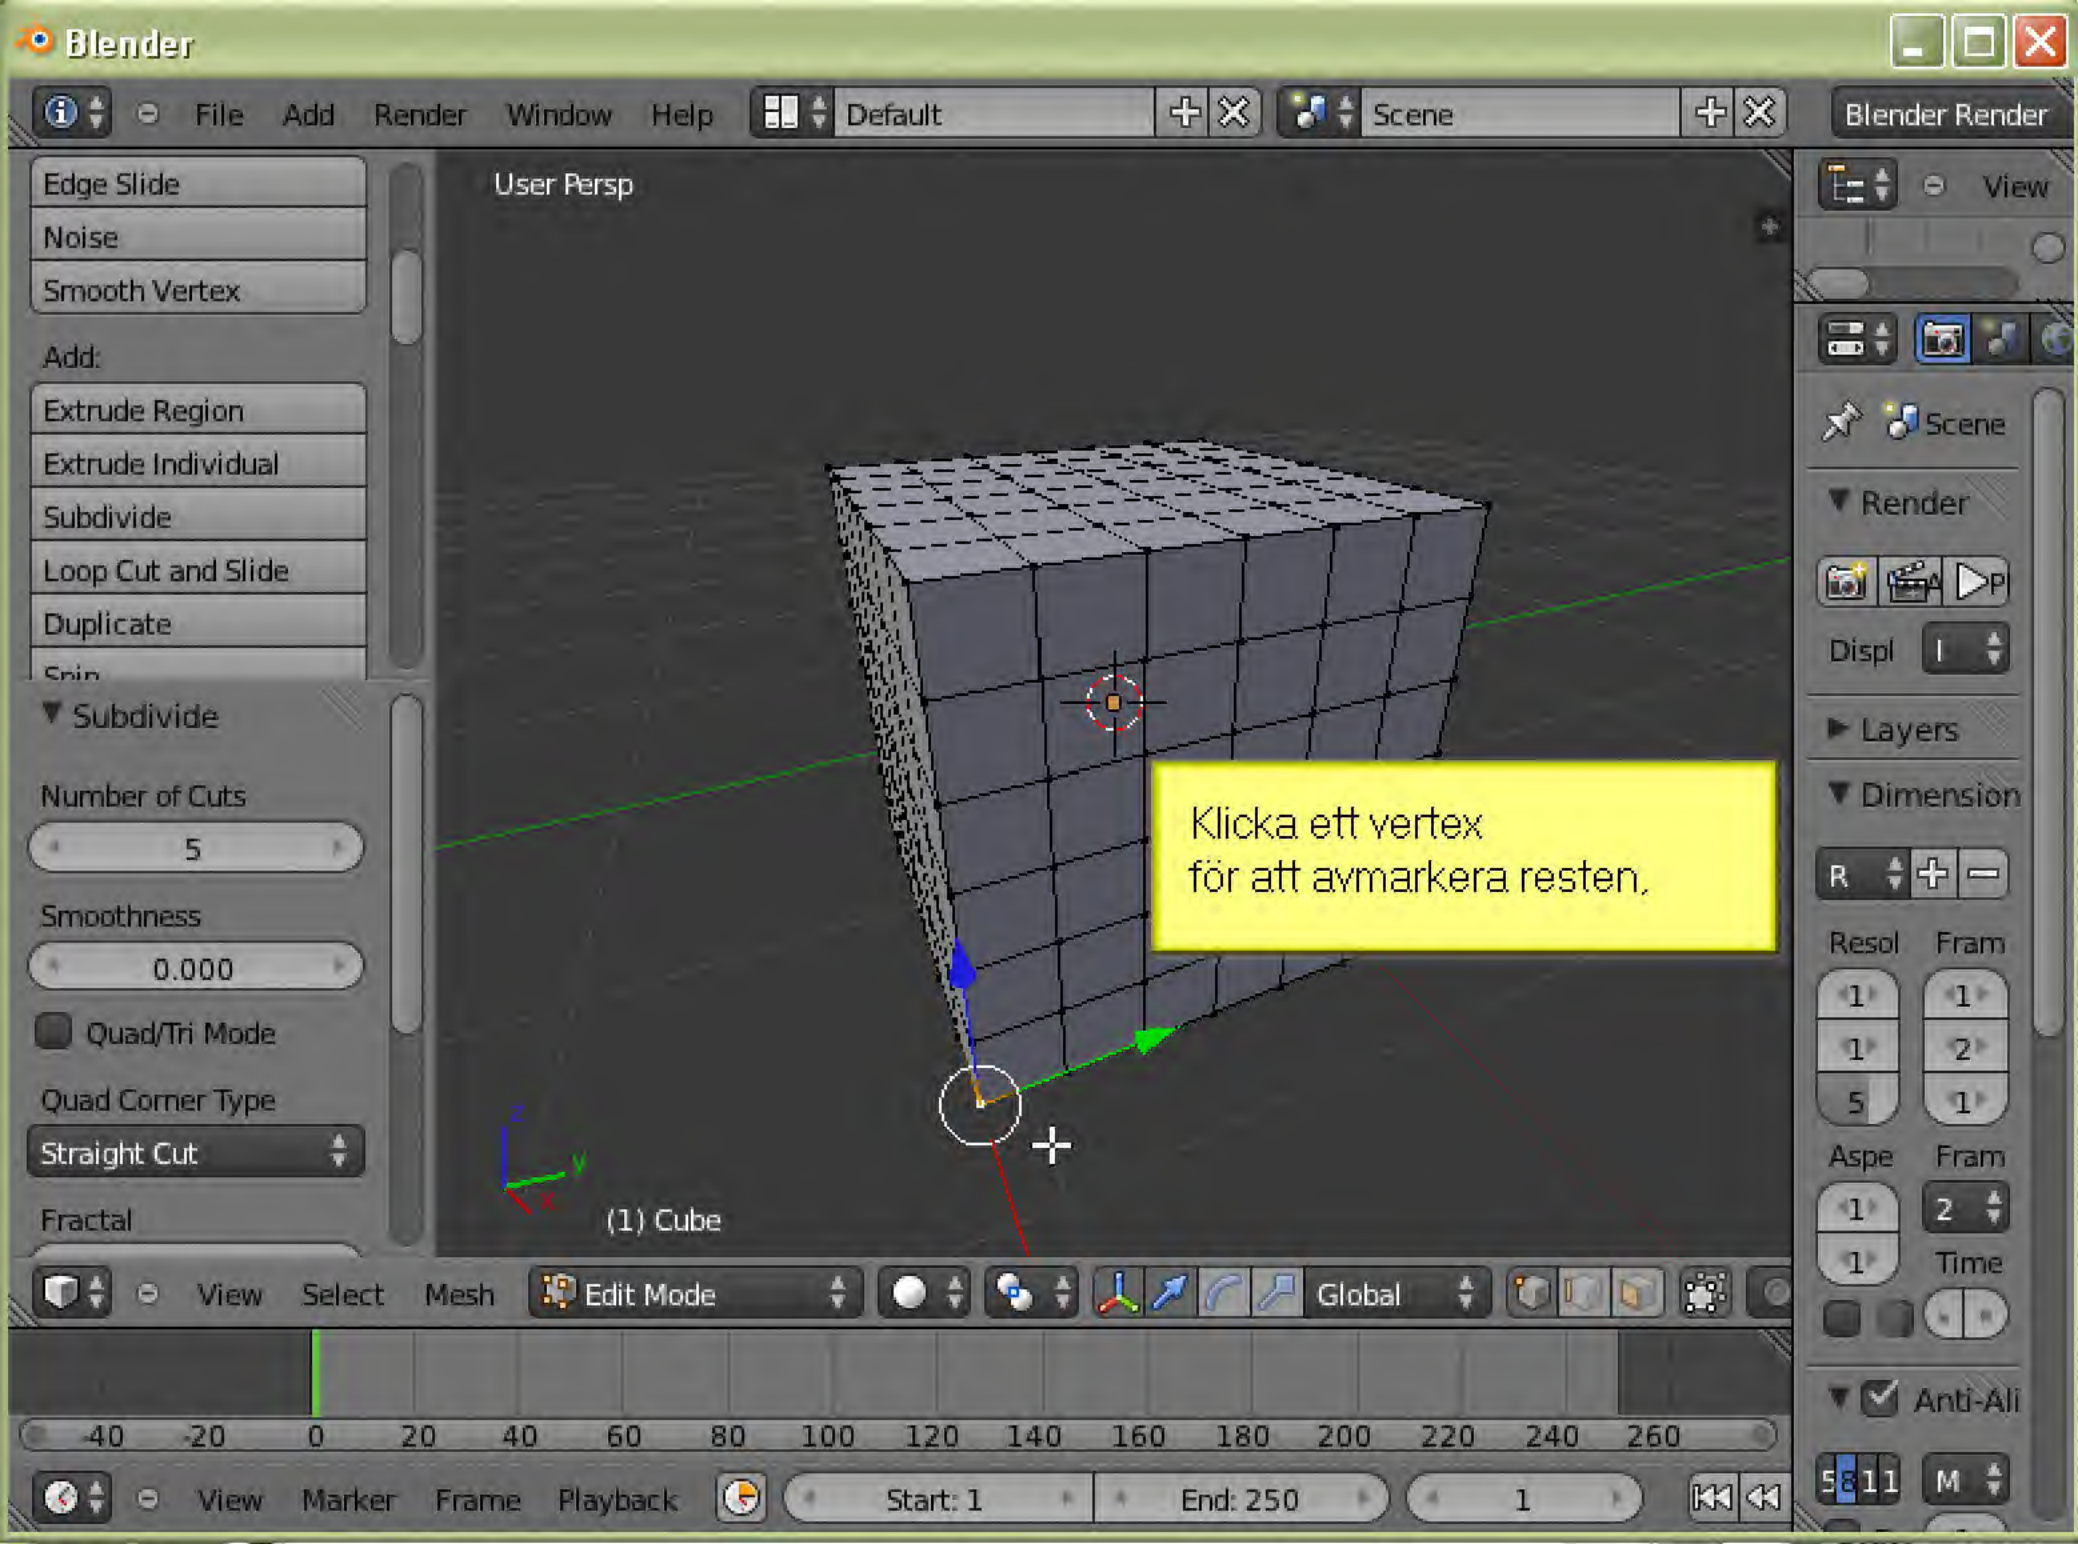 Blender
File Add Render Window Help Default Scene Blender Render
Edge Slide
Noise
Smooth Vertex
Add:
Extrude Region
Extrude Individual
Subdivide
Loop Cut and Slide
Duplicate
Spin
Subdivide
Number of Cuts
5
Smoothness
0.000
Quad/Tri Mode
Quad Corner Type
Straight Cut
Fractal
User Persp
Klicka ett vertex
för att avmarkera resten,
z
y
x
(1) Cube
View Select Mesh Edit Mode Global
View
Scene
Render
P
Displ I
Layers
Dimension
R
Resol Fram
1 1
1 2
5 1
Aspe Fram
1 2
1 Time
Anti-Ali
5 8 11 M
-40 -20 0 20 40 60 80 100 120 140 160 180 200 220 240 260
View Marker Frame Playback Start: 1 End: 250 1